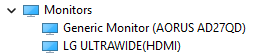 Monitors
Generic Monitor (AORUS AD27QD)
LG ULTRAWIDE(HDMI)